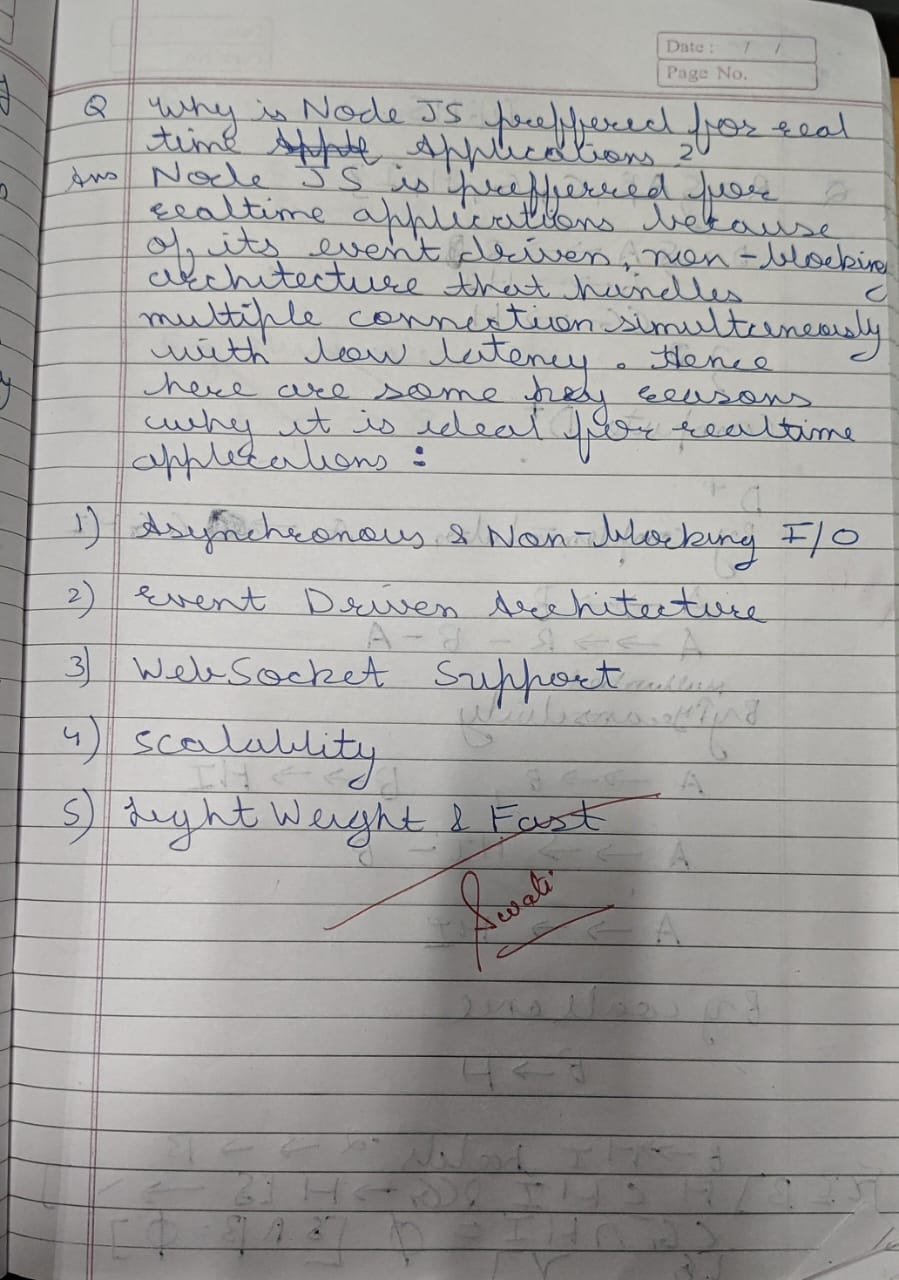 Date : / /
Page No.
Q Why is Node JS preffered for real
time Applications ?
Ans Node JS is prefferred for
realtime applications because
of its event driven, non-blocking
architecture that handles
multiple connection simultaneously
with low latency. Hence
here are some key reasons
why it is ideal for realtime
applications :
1) Asynchronous & Non-blocking I/O
2) Event Driven Architecture
3) WebSocket Support
4) Scalability
5) Light Weight & Fast
Swati